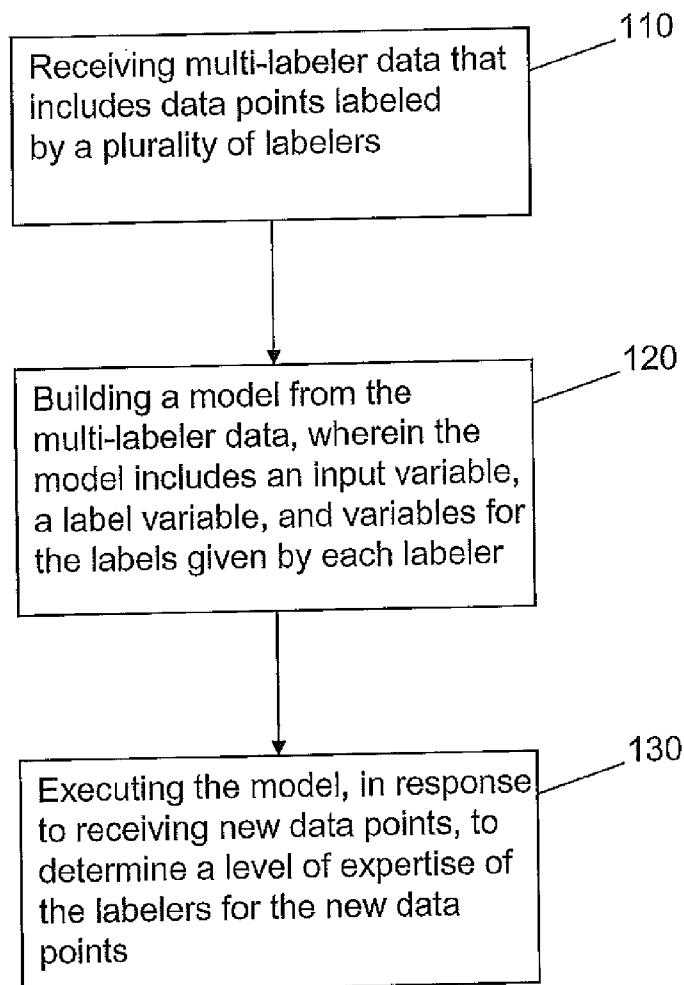 110
Receiving multi-labeler data that
includes data points labeled
by a plurality of labelers
120
Building a model from the
multi-labeler data, wherein the
model includes an input variable,
a label variable, and variables for
the labels given by each labeler
130
Executing the model, in response
to receiving new data points, to
determine a level of expertise of
the labelers for the new data
points